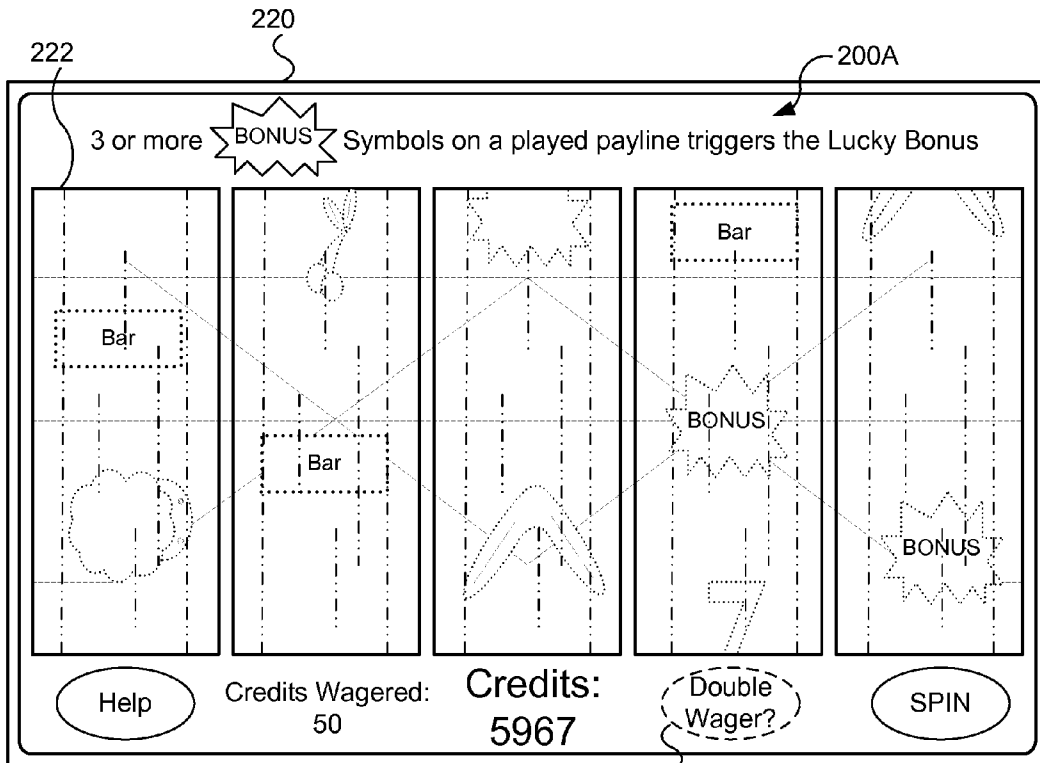 220
222
200A
3 or more BONUS Symbols on a played payline triggers the Lucky Bonus
Bar
Bar
BONUS
Bar
BONUS
7
Help
Credits Wagered:
50
Credits:
5967
Double
Wager?
SPIN